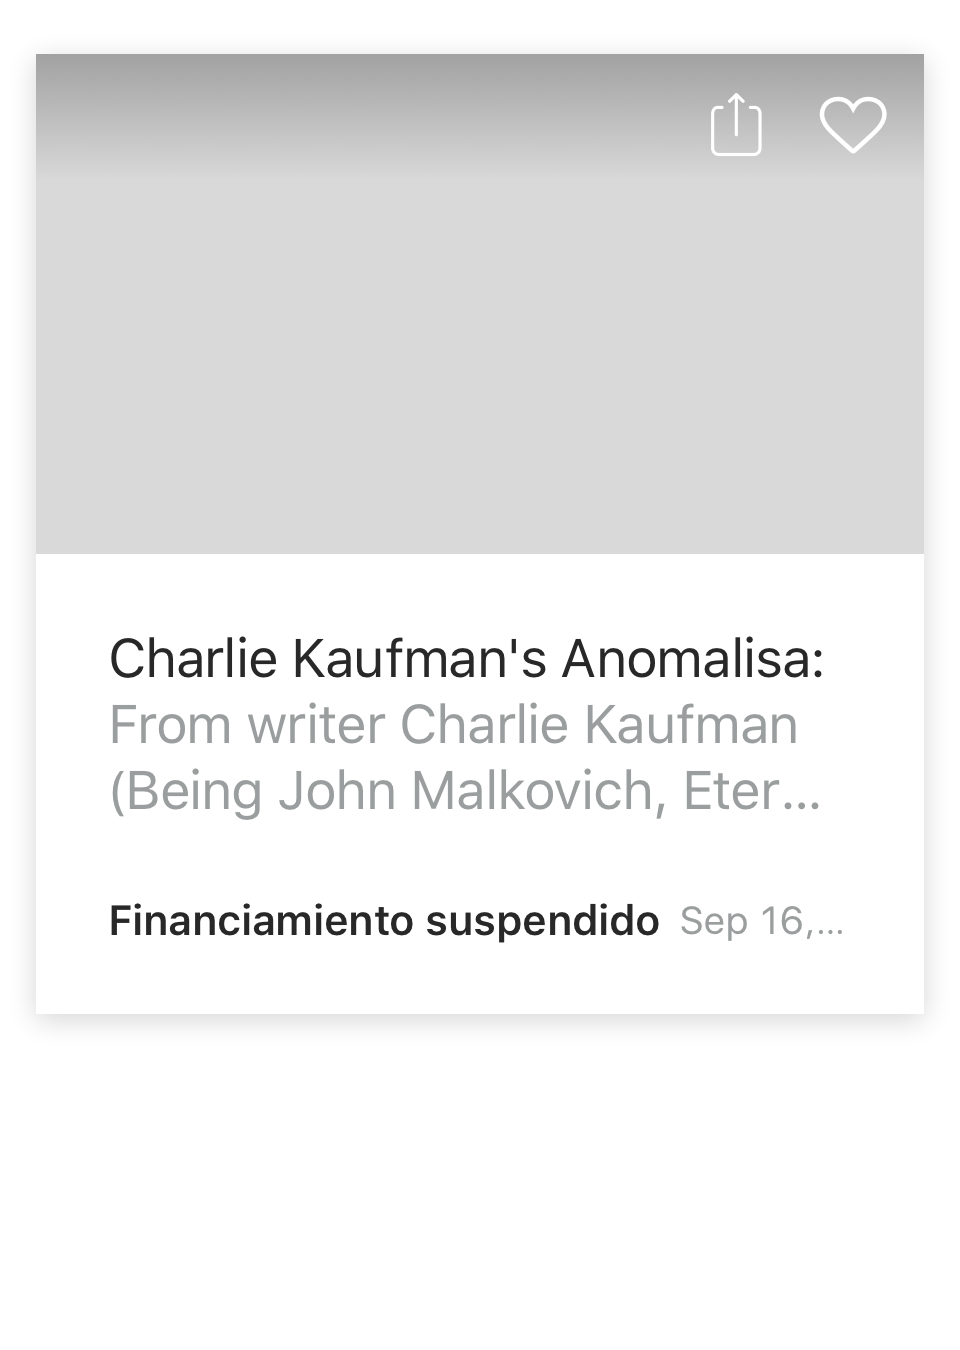 Charlie Kaufman's Anomalisa:
From writer Charlie Kaufman
(Being John Malkovich, Eter...
Financiamiento suspendido Sep 16,...